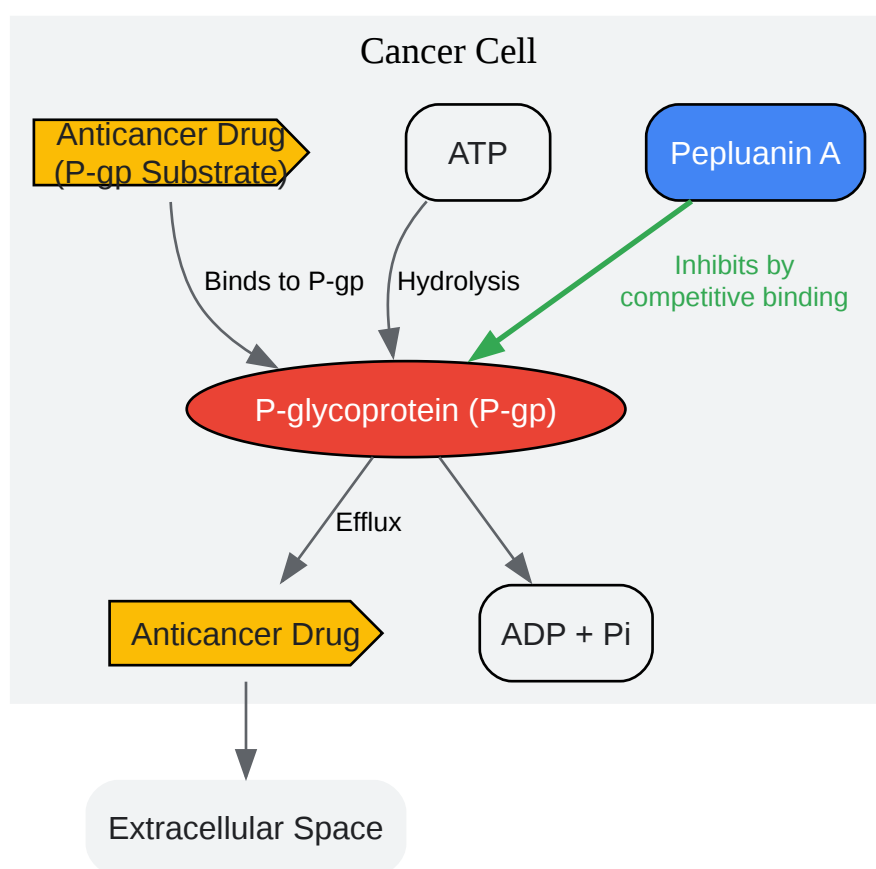 Cancer Cell
Anticancer Drug
(P-gp Substrate)
ATP
Pepluanin A
Binds to P-gp
Hydrolysis
Inhibits by
competitive binding
P-glycoprotein (P-gp)
Efflux
Anticancer Drug
ADP + Pi
Extracellular Space